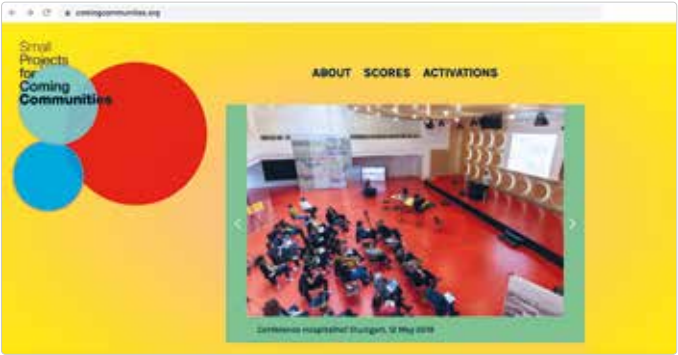 comingcommunities.org
Small
Projects
for
Coming
Communities
ABOUT SCORES ACTIVATIONS
Conference Hospitalhof Stuttgart, 12 May 2019